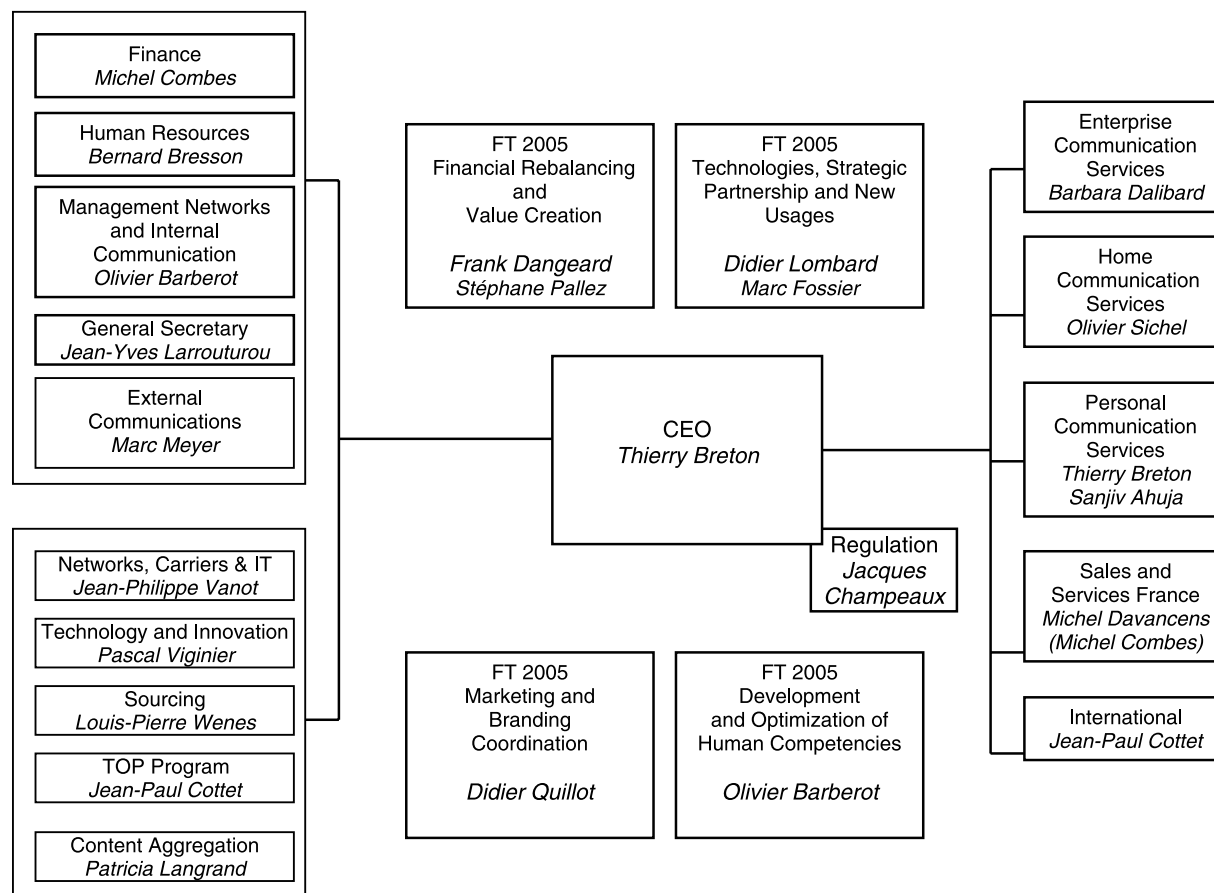 Finance
Michel Combes
Human Resources
Bernard Bresson
Management Networks
and Internal
Communication
Olivier Barberot
General Secretary
Jean-Yves Larrouturou
External
Communications
Marc Meyer
Networks, Carriers & IT
Jean-Philippe Vanot
Technology and Innovation
Pascal Viginier
Sourcing
Louis-Pierre Wenes
TOP Program
Jean-Paul Cottet
Content Aggregation
Patricia Langrand
FT 2005
Financial Rebalancing
and
Value Creation
Frank Dangeard
Stéphane Pallez
FT 2005
Technologies, Strategic
Partnership and New
Usages
Didier Lombard
Marc Fossier
CEO
Thierry Breton
Regulation
Jacques
Champeaux
FT 2005
Marketing and
Branding
Coordination
Didier Quillot
FT 2005
Development
and Optimization of
Human Competencies
Olivier Barberot
Enterprise
Communication
Services
Barbara Dalibard
Home
Communication
Services
Olivier Sichel
Personal
Communication
Services
Thierry Breton
Sanjiv Ahuja
Sales and
Services France
Michel Davancens
(Michel Combes)
International
Jean-Paul Cottet